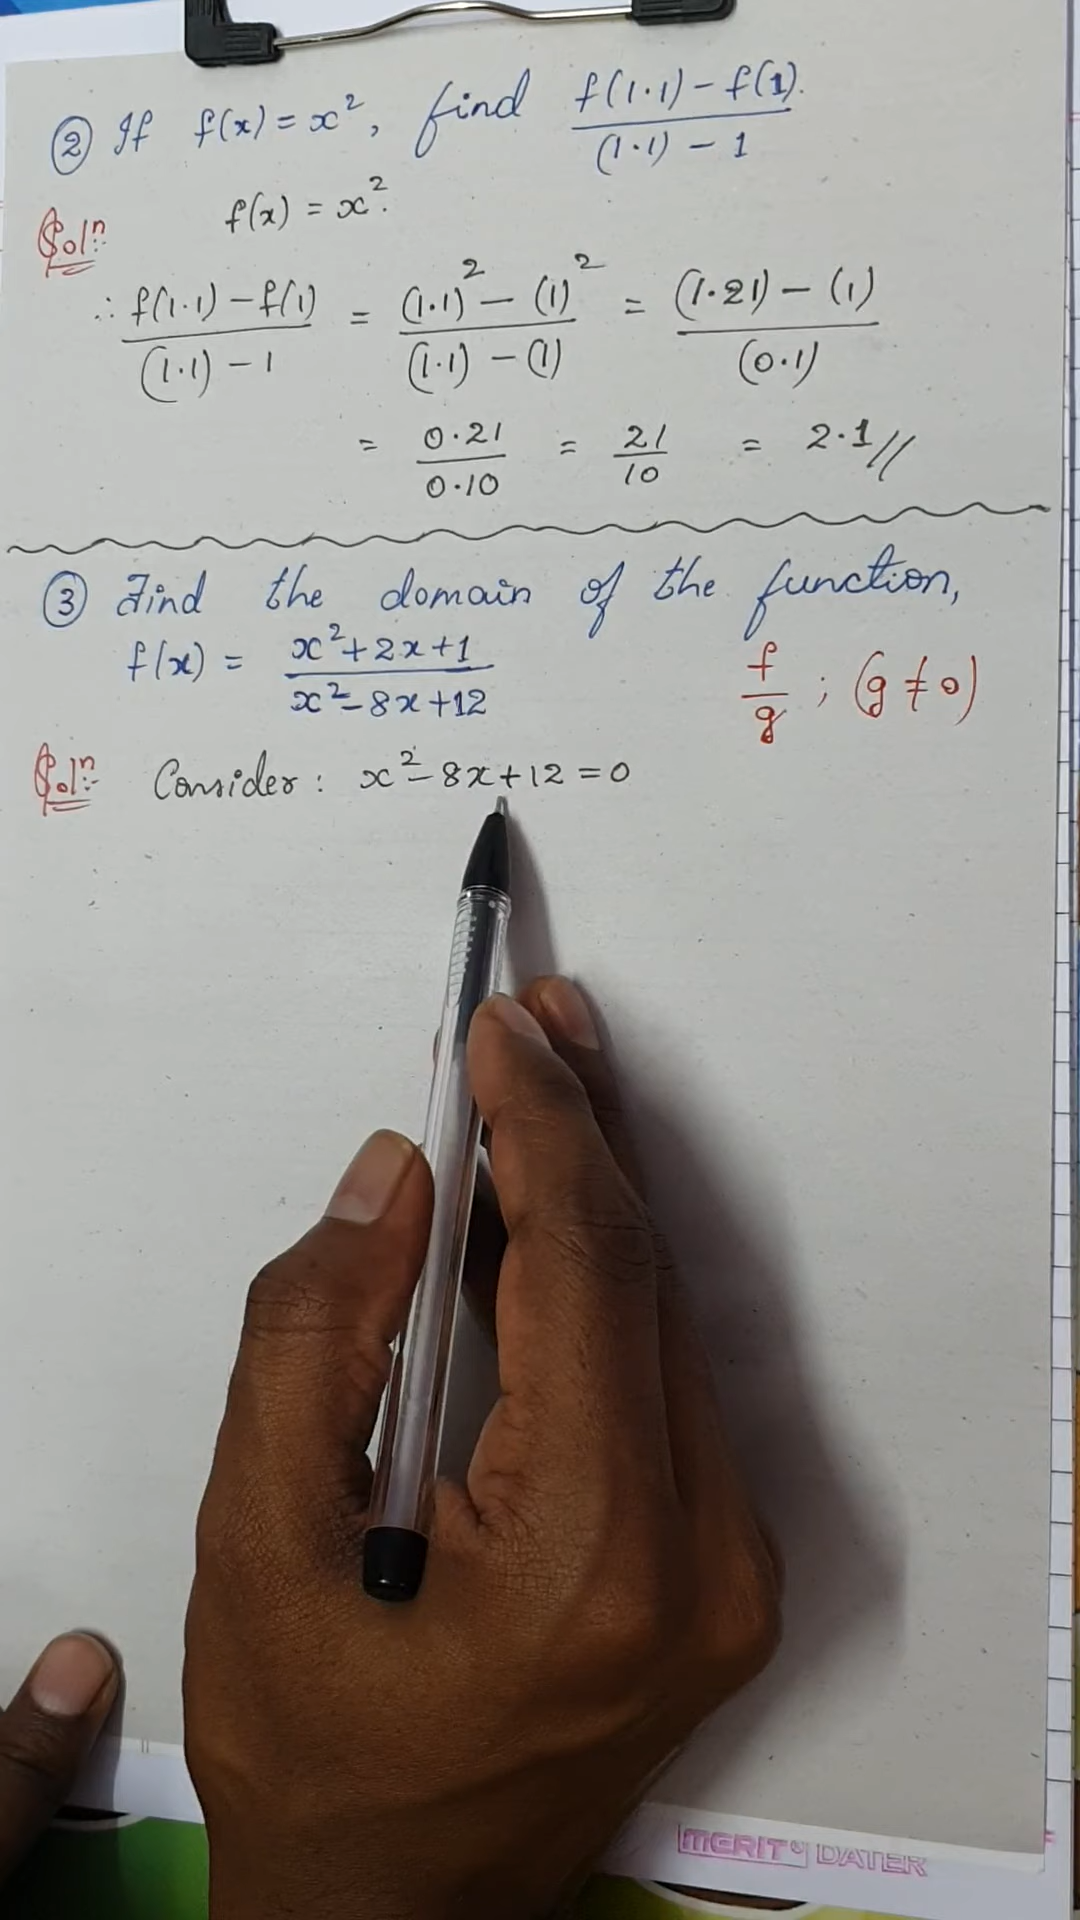 ② If f(x) = x², find f(1·1) - f(1). / (1·1) - 1
Solⁿ:- f(x) = x².
∴ f(1·1) - f(1) / (1·1) - 1 = (1·1)² - (1)² / (1·1) - (1) = (1·21) - (1) / (0·1)
= 0·21 / 0·10 = 21 / 10 = 2·1 //
③ Find the domain of the function,
f(x) = x² + 2x + 1 / x² - 8x + 12
f / g ; (g ≠ 0)
Solⁿ:- Consider : x² - 8x + 12 = 0
MERIT DATER